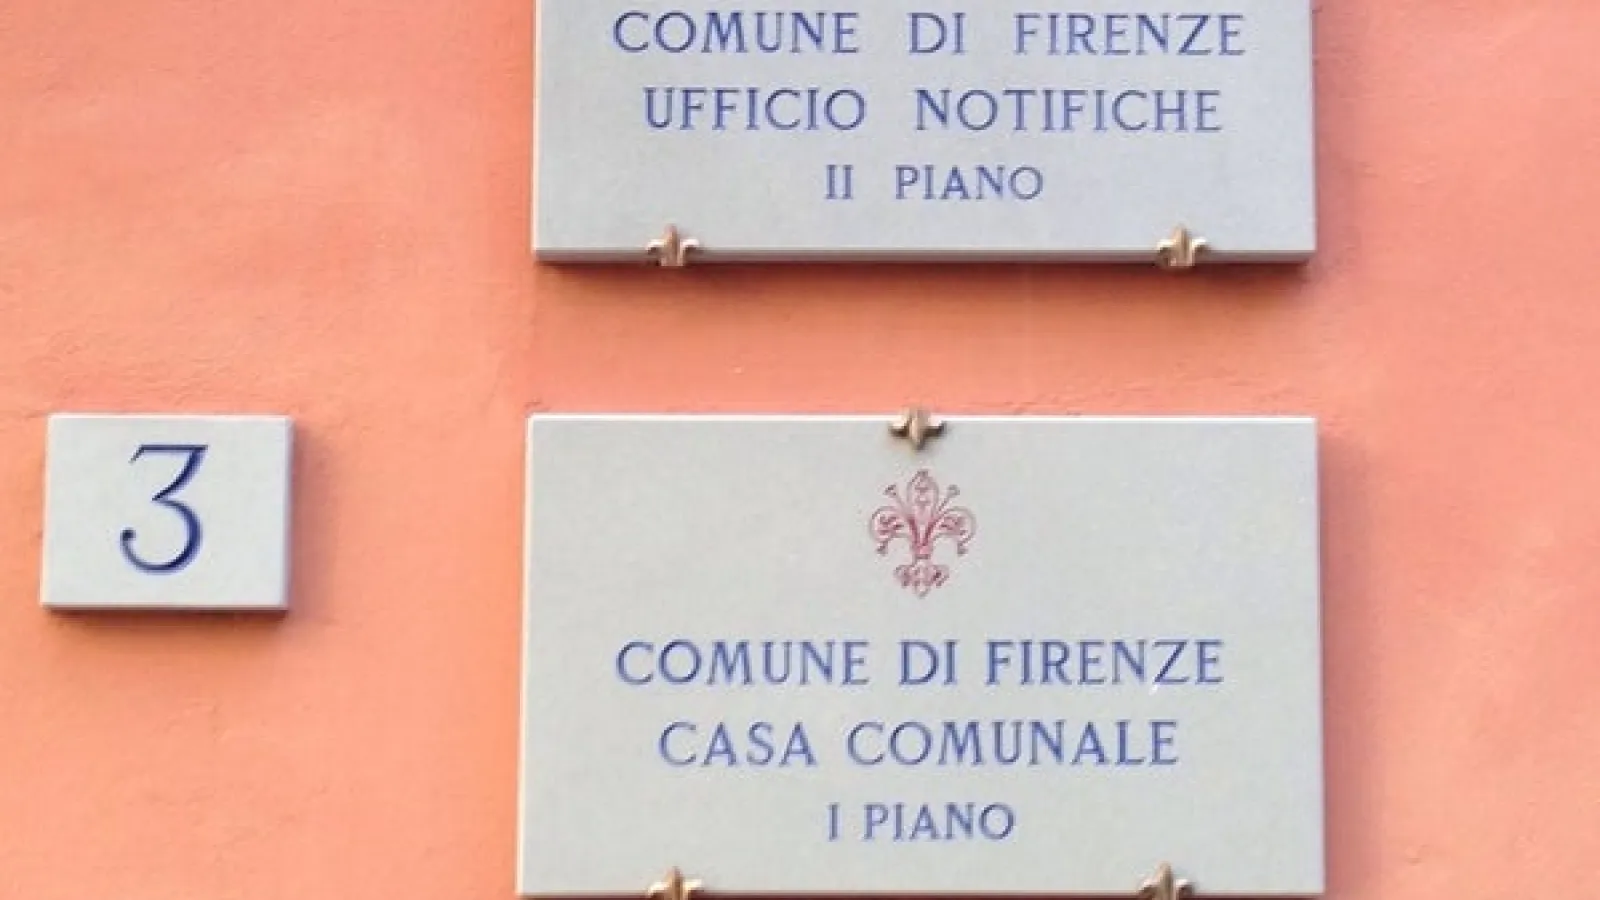 COMUNE DI FIRENZE
UFFICIO NOTIFICHE
II PIANO
3
COMUNE DI FIRENZE
CASA COMUNALE
I PIANO